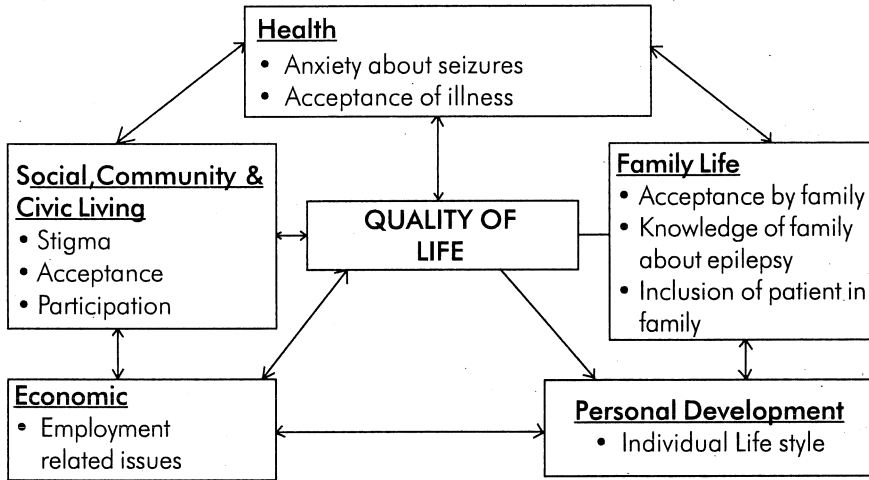 Health
• Anxiety about seizures
• Acceptance of illness
Social,Community &
Civic Living
• Stigma
• Acceptance
• Participation
QUALITY OF
LIFE
Family Life
• Acceptance by family
• Knowledge of family
about epilepsy
• Inclusion of patient in
family
Economic
• Employment
related issues
Personal Development
• Individual Life style